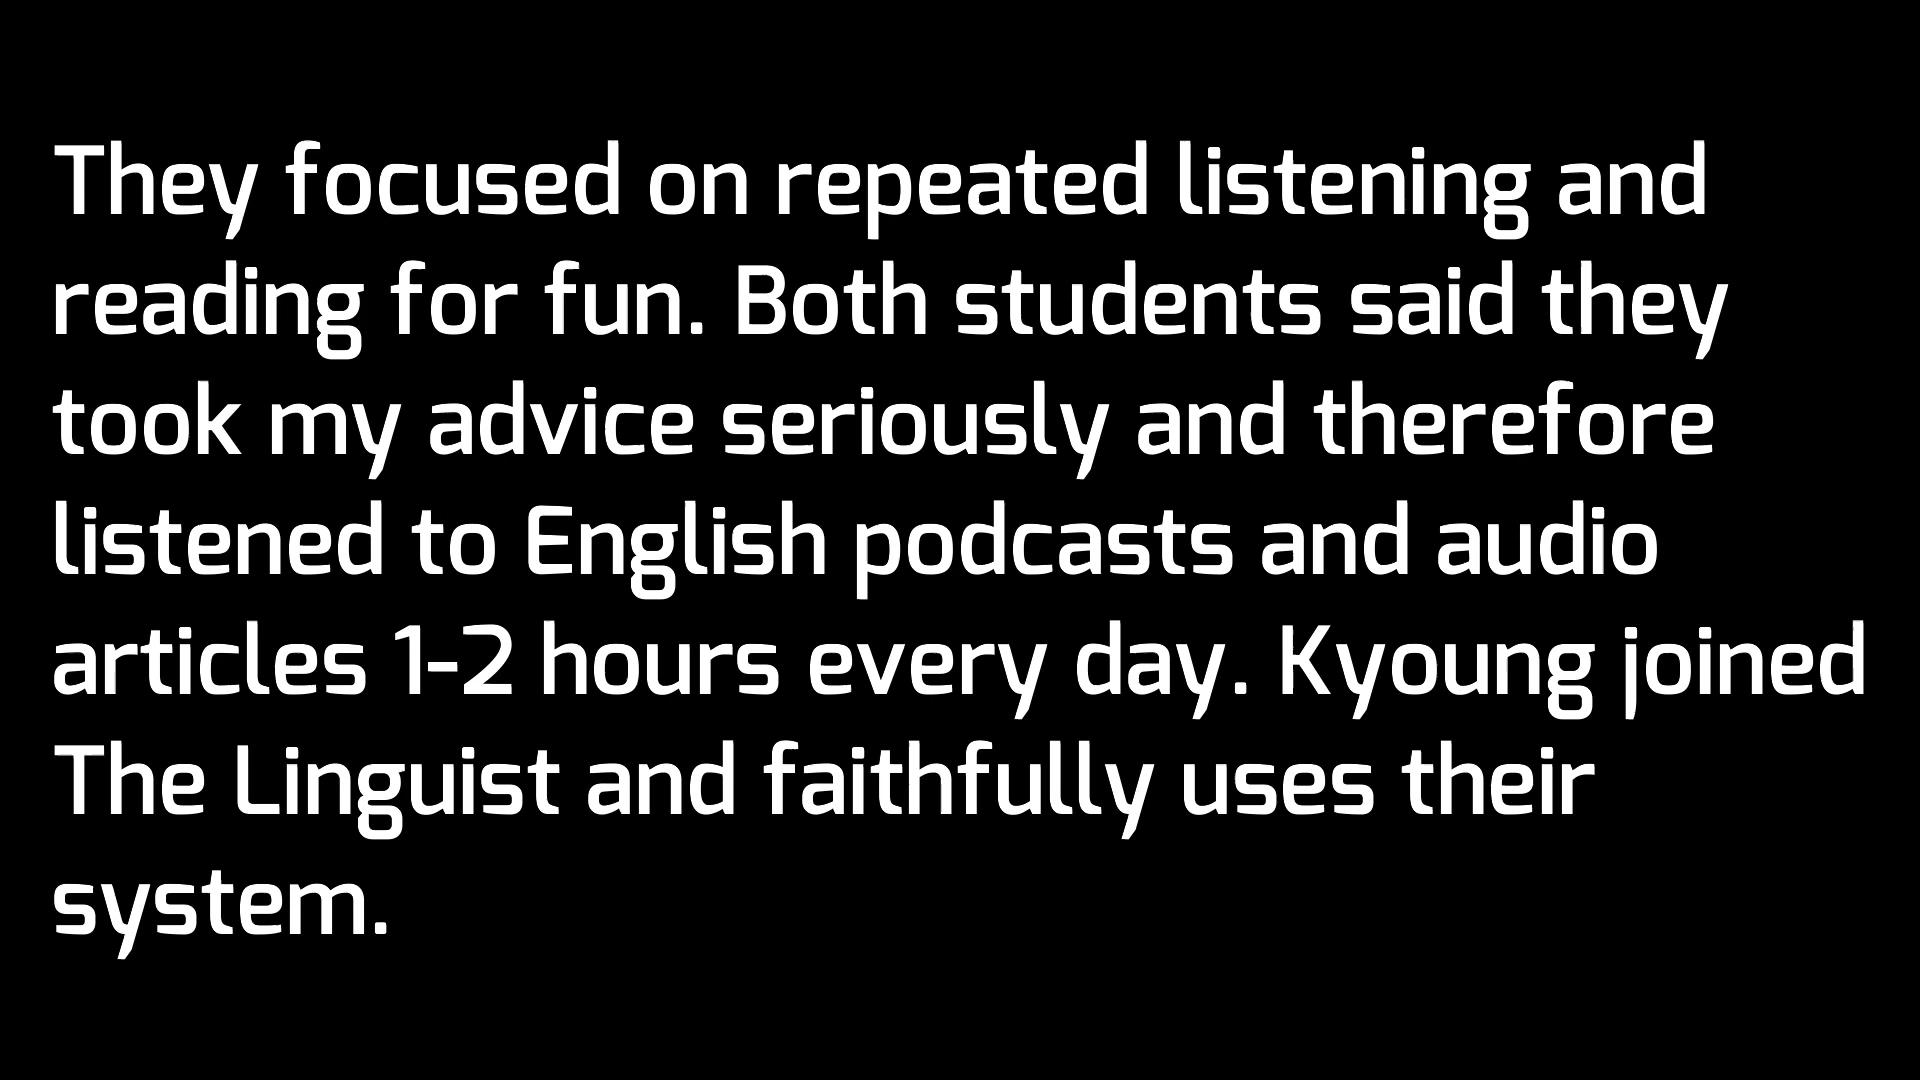 They focused on repeated listening and
reading for fun. Both students said they
took my advice seriously and therefore
listened to English podcasts and audio
articles 1-2 hours every day. Kyoung joined
The Linguist and faithfully uses their
system.